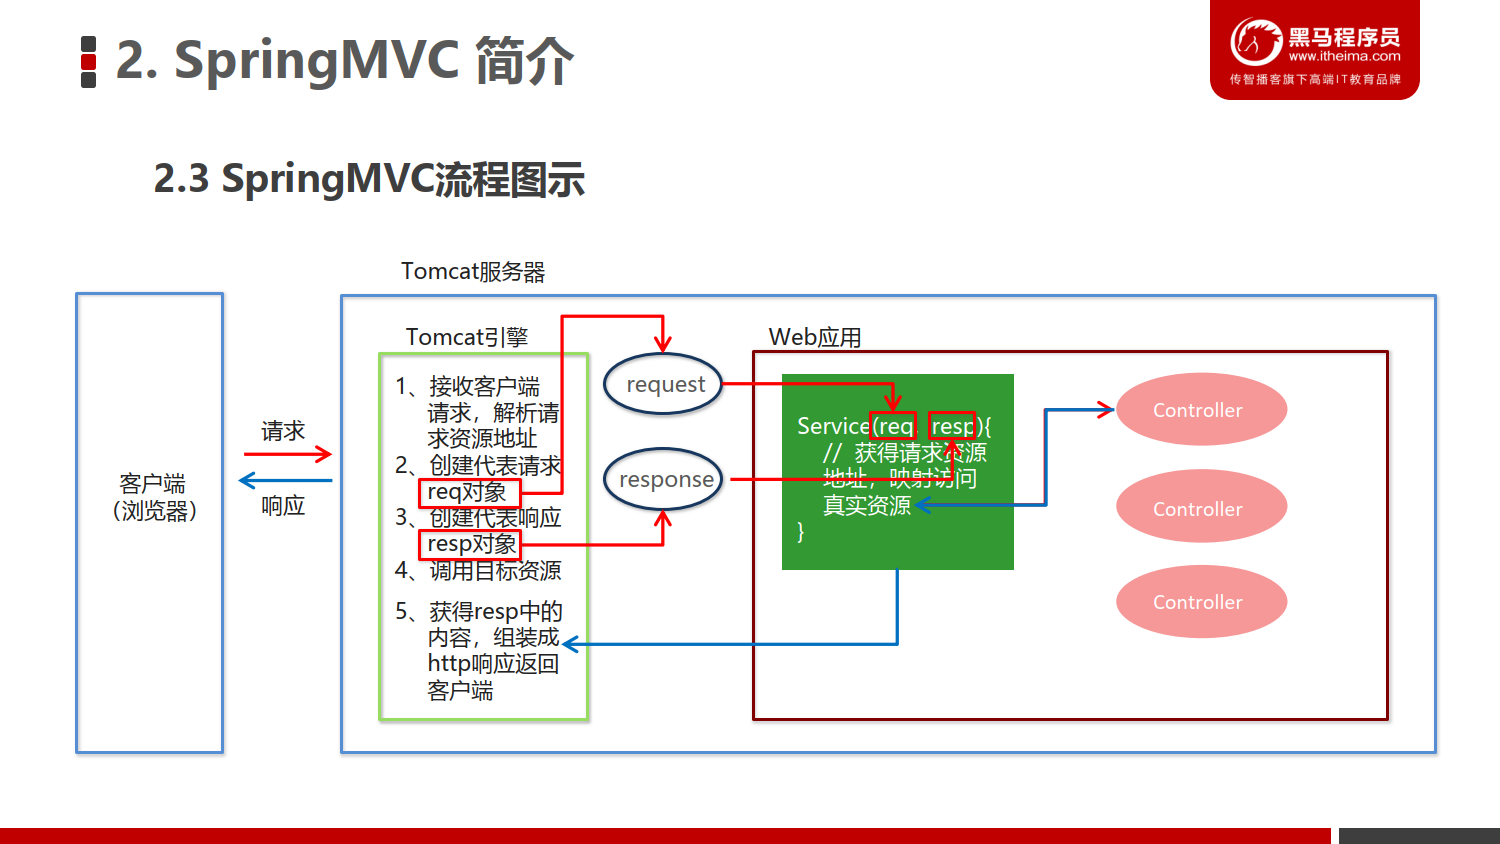 2. SpringMVC 简介
黑马程序员
www.itheima.com
传智播客旗下高端IT教育品牌
2.3 SpringMVC流程图示
Tomcat服务器
Tomcat引擎
Web应用
1、接收客户端
请求，解析请
求资源地址
2、创建代表请求
req对象
3、创建代表响应
resp对象
4、调用目标资源
5、获得resp中的
内容，组装成
http响应返回
客户端
请求
响应
客户端
（浏览器）
request
response
Service(req, resp){
// 获得请求资源
地址，映射访问
真实资源
}
Controller
Controller
Controller